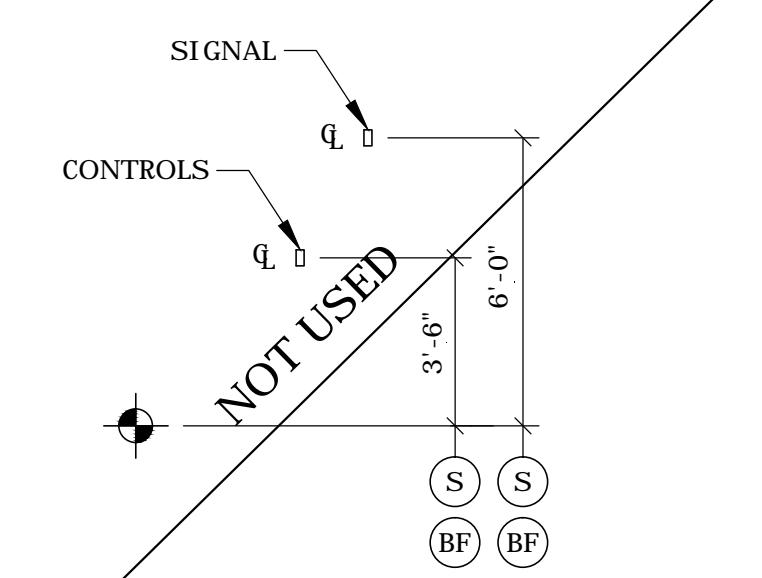 SIGNAL
℄
CONTROLS
℄
NOT USED
6'-0"
3'-6"
S
S
BF
BF